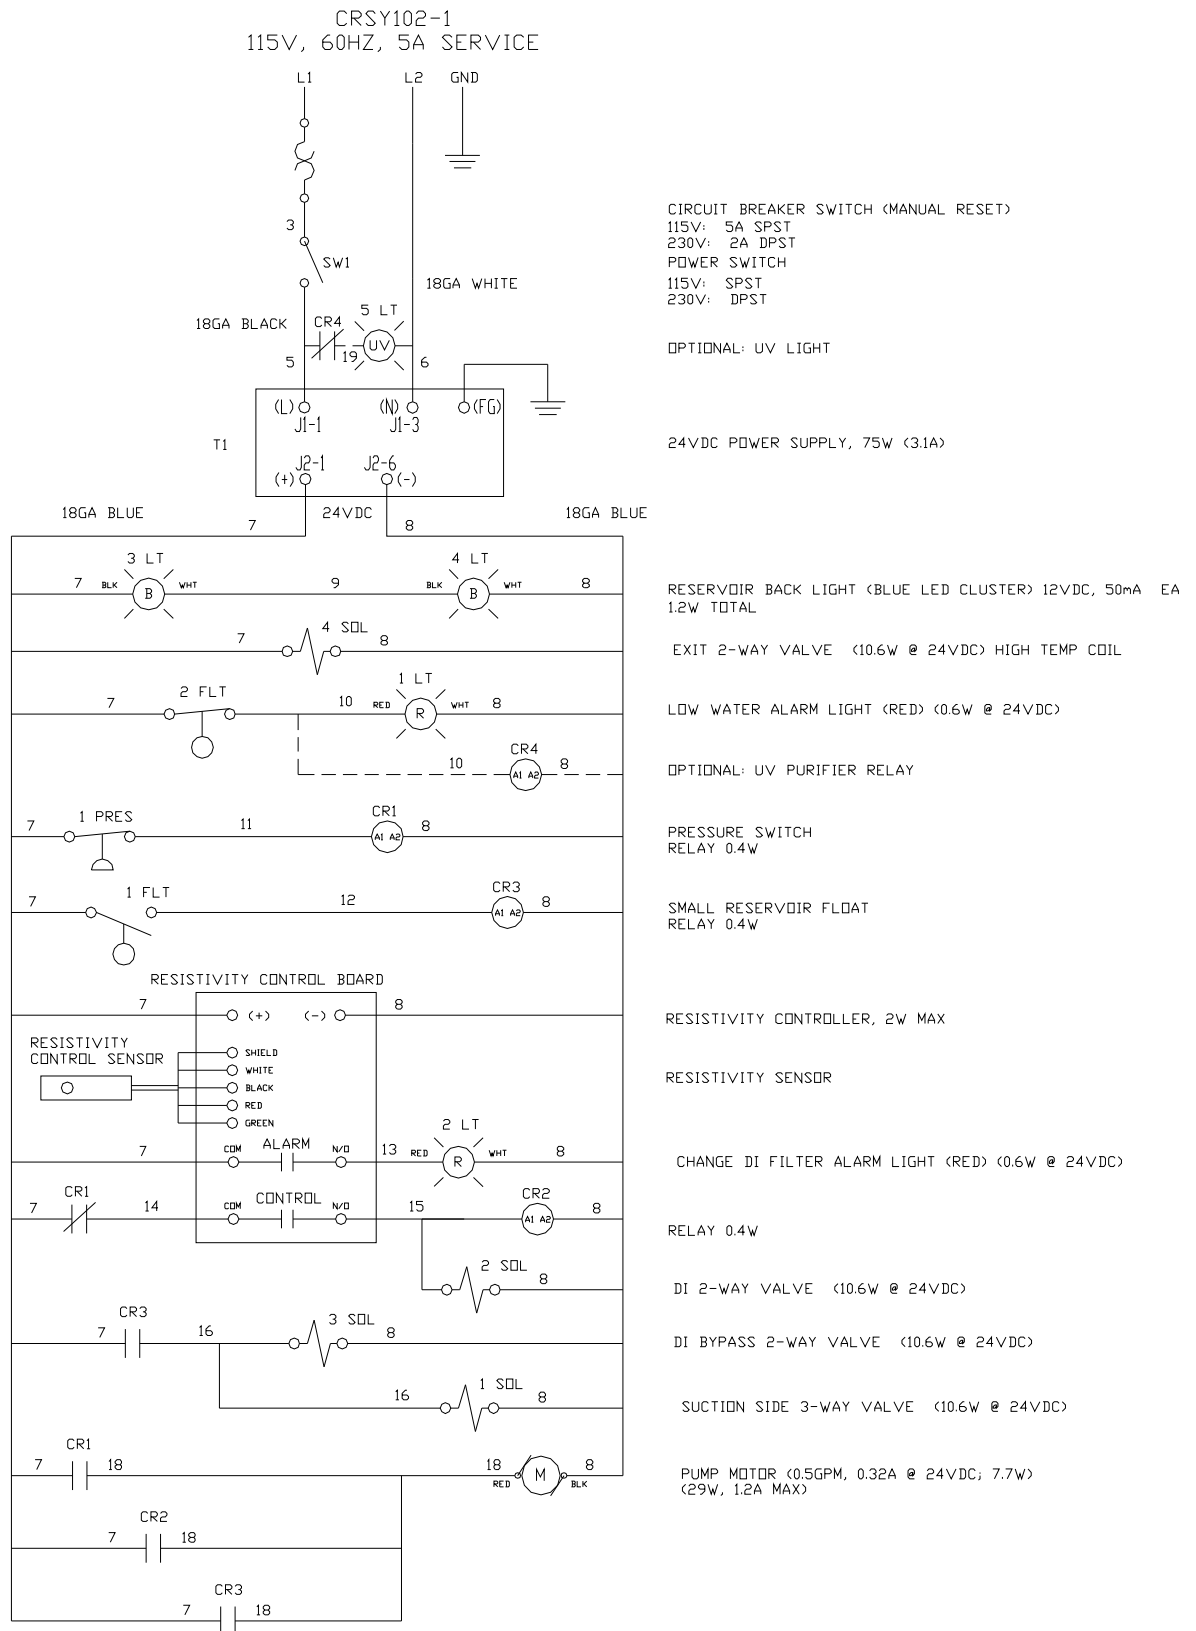 CRSY102-1
115V, 60HZ, 5A SERVICE
L1
L2
GND
3
SW1
CIRCUIT BREAKER SWITCH (MANUAL RESET)
115V: 5A SPST
230V: 2A DPST
POWER SWITCH
115V: SPST
230V: DPST
18GA WHITE
18GA BLACK
CR4
5 LT
UV
19
5
6
OPTIONAL: UV LIGHT
(L)
J1-1
(N)
J1-3
(FG)
T1
J2-1
(+)
J2-6
(-)
24VDC POWER SUPPLY, 75W (3.1A)
18GA BLUE
7
24VDC
8
18GA BLUE
3 LT
4 LT
7
BLK
B
WHT
9
BLK
B
WHT
8
RESERVOIR BACK LIGHT (BLUE LED CLUSTER) 12VDC, 50mA EA
1.2W TOTAL
7
4 SOL
8
EXIT 2-WAY VALVE (10.6W @ 24VDC) HIGH TEMP COIL
7
2 FLT
10
RED
1 LT
R
WHT
8
LOW WATER ALARM LIGHT (RED) (0.6W @ 24VDC)
10
CR4
A1 A2
8
OPTIONAL: UV PURIFIER RELAY
7
1 PRES
11
CR1
A1 A2
8
PRESSURE SWITCH
RELAY 0.4W
7
1 FLT
12
CR3
A1 A2
8
SMALL RESERVOIR FLOAT
RELAY 0.4W
RESISTIVITY CONTROL BOARD
7
(+)
(-)
8
RESISTIVITY CONTROLLER, 2W MAX
RESISTIVITY
CONTROL SENSOR
SHIELD
WHITE
BLACK
RED
GREEN
RESISTIVITY SENSOR
7
COM
ALARM
N/O
13
RED
2 LT
R
WHT
8
CHANGE DI FILTER ALARM LIGHT (RED) (0.6W @ 24VDC)
7
CR1
14
COM
CONTROL
N/O
15
CR2
A1 A2
8
RELAY 0.4W
2 SOL
8
DI 2-WAY VALVE (10.6W @ 24VDC)
7
CR3
16
3 SOL
8
DI BYPASS 2-WAY VALVE (10.6W @ 24VDC)
16
1 SOL
8
SUCTION SIDE 3-WAY VALVE (10.6W @ 24VDC)
7
CR1
18
18
RED
M
BLK
8
PUMP MOTOR (0.5GPM, 0.32A @ 24VDC; 7.7W)
(29W, 1.2A MAX)
7
CR2
18
7
CR3
18